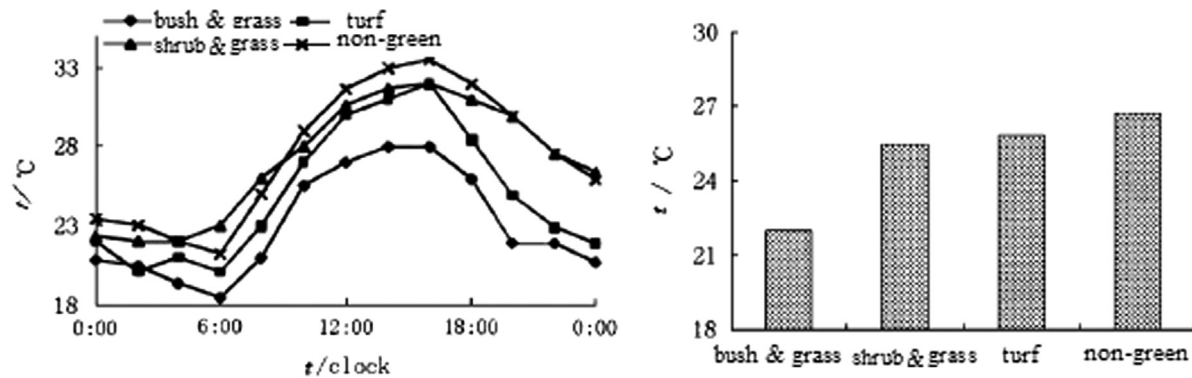 bush & grass turf
shrub & grass non-green
33
28
23
18
t/℃
0:00 6:00 12:00 18:00 0:00
t/clock
30
27
24
21
18
t / ℃
bush & grass shrub & grass turf non-green